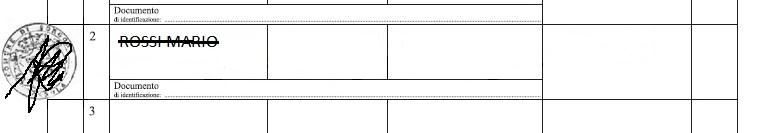 Documento
di identificazione:
2
ROSSI MARIO
Documento
di identificazione:
3